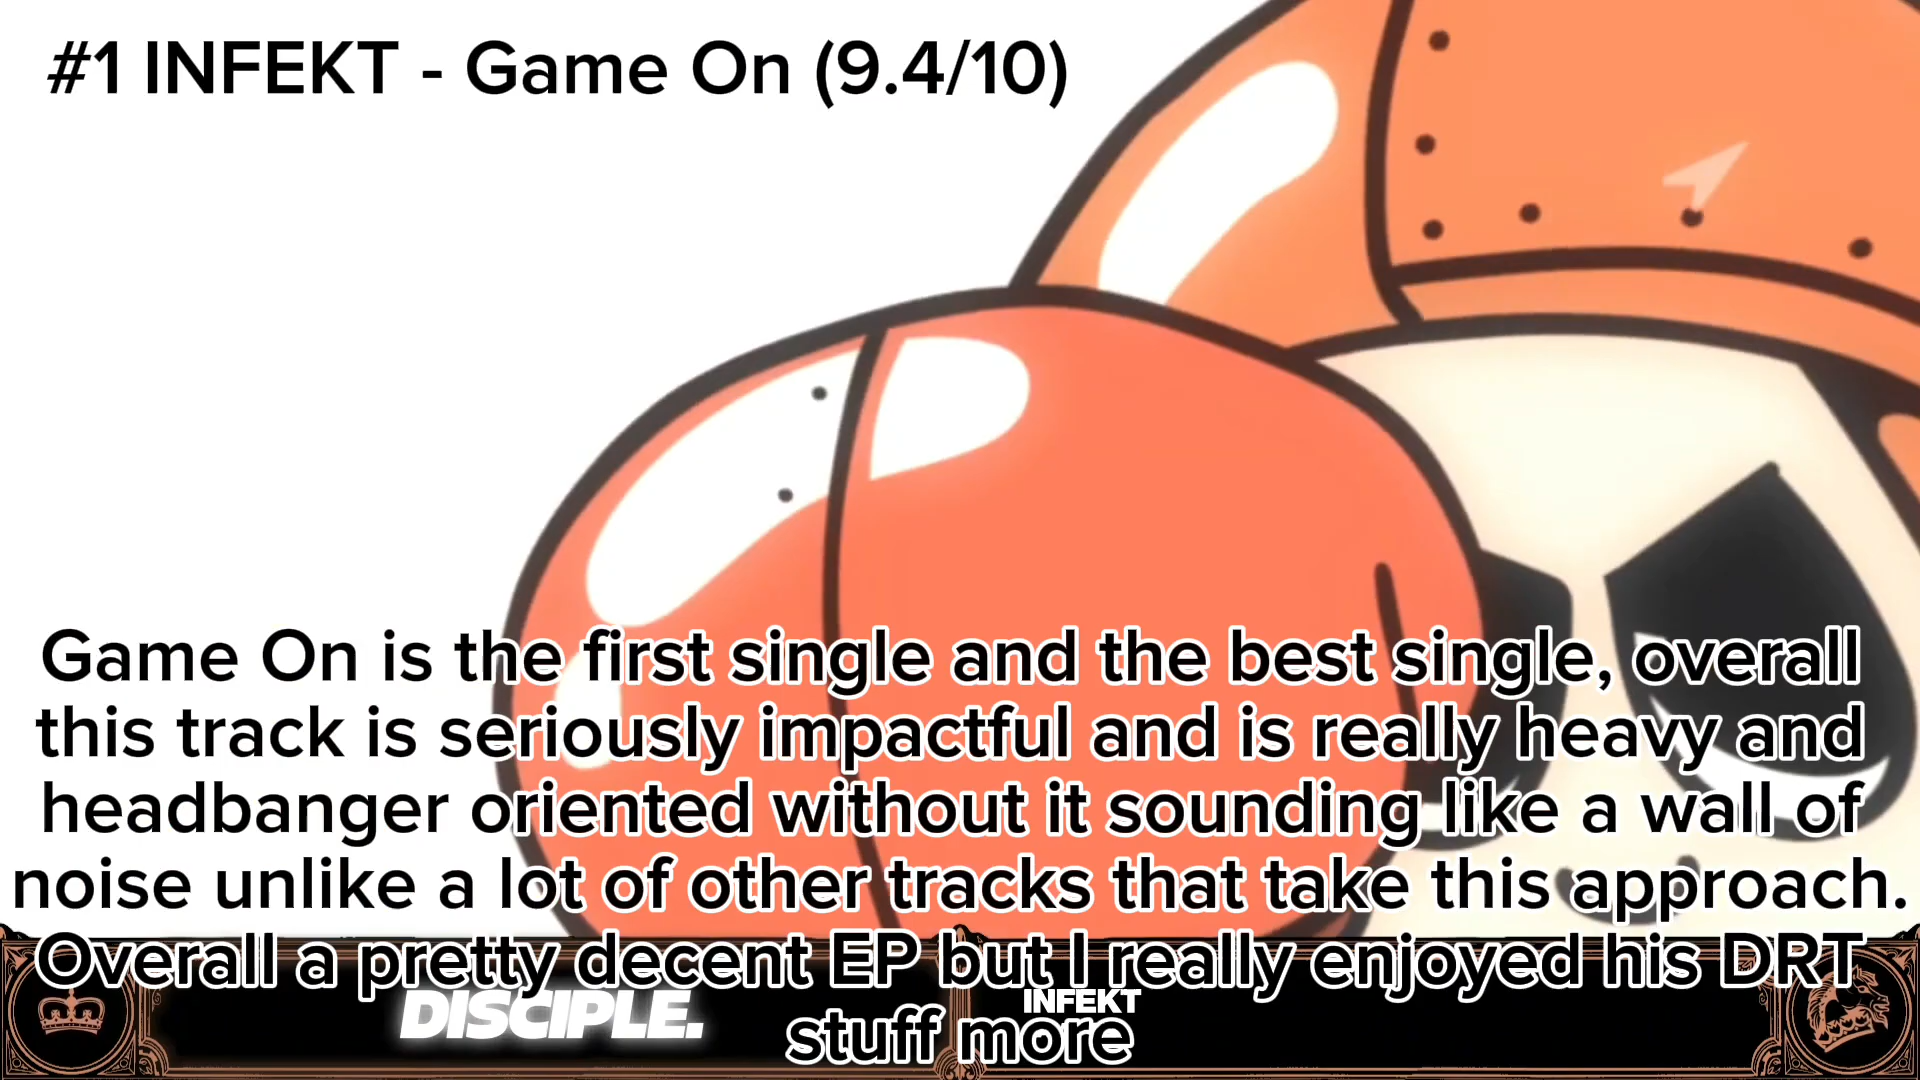 #1 INFEKT - Game On (9.4/10)
Game On is the first single and the best single, overall
this track is seriously impactful and is really heavy and
headbanger oriented without it sounding like a wall of
noise unlike a lot of other tracks that take this approach.
Overall a pretty decent EP but I really enjoyed his DRT
stuff more
DISCIPLE.
INFEKT